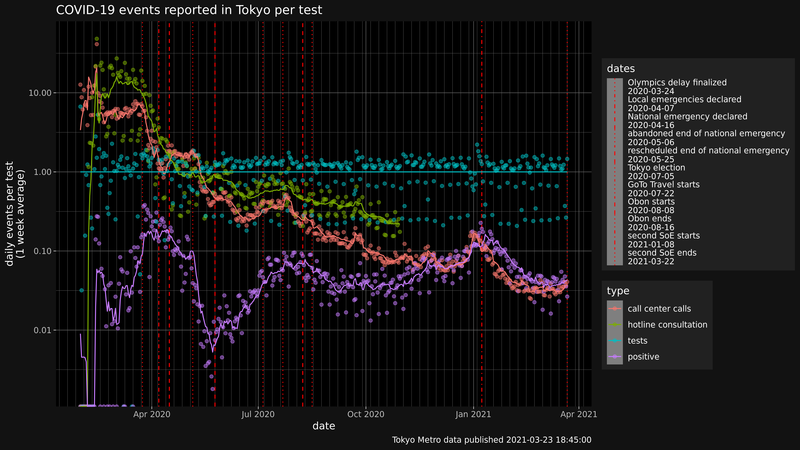 COVID-19 events reported in Tokyo per test
daily events per test
(1 week average)
10.00
1.00
0.10
0.01
Apr 2020
Jul 2020
Oct 2020
Jan 2021
Apr 2021
date
dates
Olympics delay finalized
2020-03-24
Local emergencies declared
2020-04-07
National emergency declared
2020-04-16
abandoned end of national emergency
2020-05-06
rescheduled end of national emergency
2020-05-25
Tokyo election
2020-07-05
GoTo Travel starts
2020-07-22
Obon starts
2020-08-08
Obon ends
2020-08-16
second SoE starts
2021-01-08
second SoE ends
2021-03-22
type
call center calls
hotline consultation
tests
positive
Tokyo Metro data published 2021-03-23 18:45:00